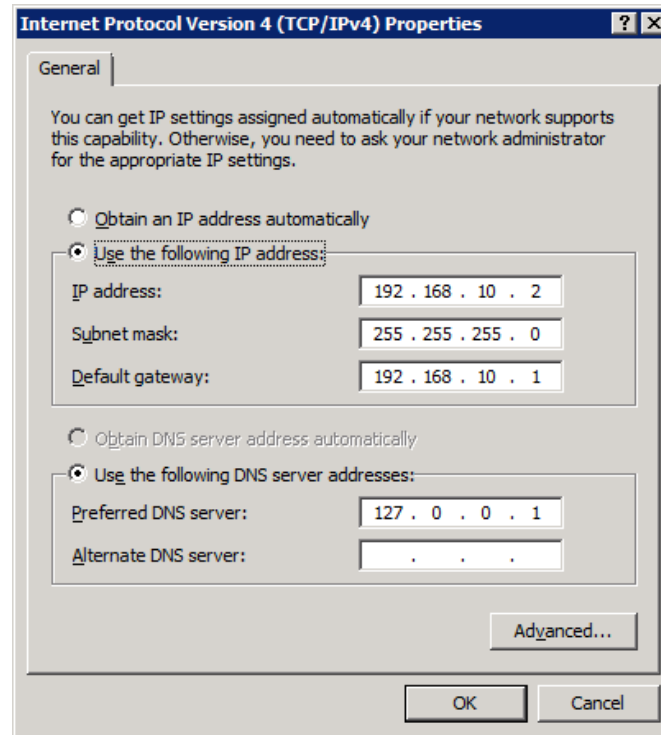 Internet Protocol Version 4 (TCP/IPv4) Properties ? X
General
You can get IP settings assigned automatically if your network supports
this capability. Otherwise, you need to ask your network administrator
for the appropriate IP settings.
Obtain an IP address automatically
Use the following IP address:
IP address: 192 . 168 . 10 . 2
Subnet mask: 255 . 255 . 255 . 0
Default gateway: 192 . 168 . 10 . 1
Obtain DNS server address automatically
Use the following DNS server addresses:
Preferred DNS server: 127 . 0 . 0 . 1
Alternate DNS server: . . .
Advanced...
OK Cancel